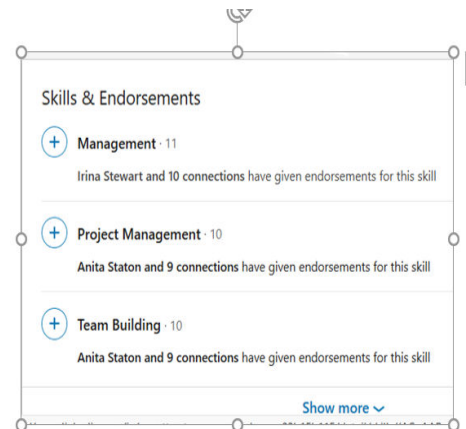 Skills & Endorsements
Management · 11
Irina Stewart and 10 connections have given endorsements for this skill
Project Management · 10
Anita Staton and 9 connections have given endorsements for this skill
Team Building · 10
Anita Staton and 9 connections have given endorsements for this skill
Show more